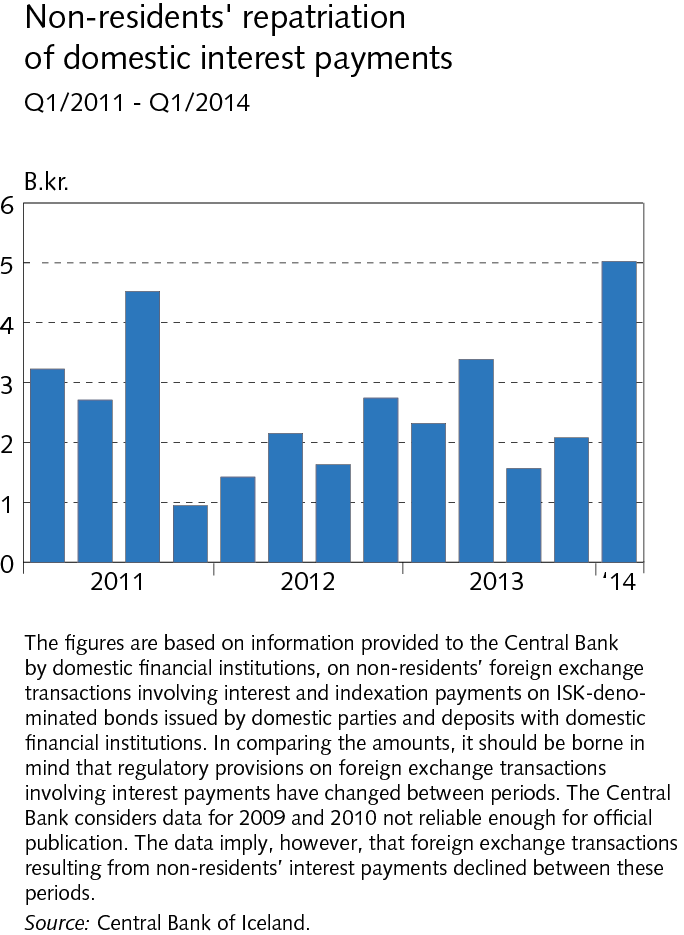 Non-residents' repatriation
of domestic interest payments
Q1/2011 - Q1/2014
B.kr.
6
5
4
3
2
1
0
2011 2012 2013 ‘14
The figures are based on information provided to the Central Bank
by domestic financial institutions, on non-residents’ foreign exchange
transactions involving interest and indexation payments on ISK-deno-
minated bonds issued by domestic parties and deposits with domestic
financial institutions. In comparing the amounts, it should be borne in
mind that regulatory provisions on foreign exchange transactions
involving interest payments have changed between periods. The Central
Bank considers data for 2009 and 2010 not reliable enough for official
publication. The data imply, however, that foreign exchange transactions
resulting from non-residents’ interest payments declined between these
periods.
Source: Central Bank of Iceland.